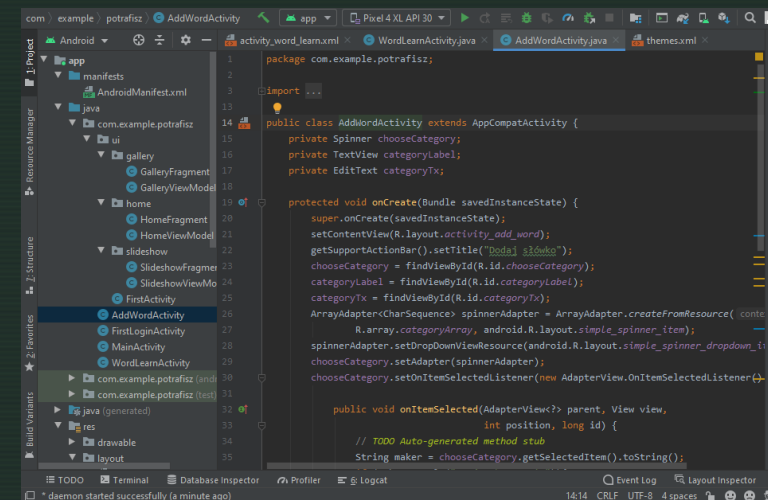 com › example › potrafisz › AddWordActivity app Pixel 4 XL API 30
Android
activity_word_learn.xml WordLearnActivity.java AddWordActivity.java themes.xml
1: Project
Resource Manager
7: Structure
2: Favorites
Build Variants
app
manifests
AndroidManifest.xml
java
com.example.potrafisz
ui
gallery
GalleryFragment
GalleryViewModel
home
HomeFragment
HomeViewModel
slideshow
SlideshowFragme
SlideshowViewMo
FirstActivity
AddWordActivity
FirstLoginActivity
MainActivity
WordLearnActivity
com.example.potrafisz (and
com.example.potrafisz (test)
java (generated)
res
drawable
layout
1 package com.example.potrafisz;
2
3 import ...
13
14 public class AddWordActivity extends AppCompatActivity {
15 private Spinner chooseCategory;
16 private TextView categoryLabel;
17 private EditText categoryTx;
18
19 protected void onCreate(Bundle savedInstanceState) {
20 super.onCreate(savedInstanceState);
21 setContentView(R.layout.activity_add_word);
22 getSupportActionBar().setTitle("Dodaj słówko");
23 chooseCategory = findViewById(R.id.chooseCategory);
24 categoryLabel = findViewById(R.id.categoryLabel);
25 categoryTx = findViewById(R.id.categoryTx);
26 ArrayAdapter<CharSequence> spinnerAdapter = ArrayAdapter.createFromResource( conte
27 R.array.categoryArray, android.R.layout.simple_spinner_item);
28 spinnerAdapter.setDropDownViewResource(android.R.layout.simple_spinner_dropdown_it
29 chooseCategory.setAdapter(spinnerAdapter);
30 chooseCategory.setOnItemSelectedListener(new AdapterView.OnItemSelectedListener()
31
32 public void onItemSelected(AdapterView<?> parent, View view,
33 int position, long id) {
34 // TODO Auto-generated method stub
35 String maker = chooseCategory.getSelectedItem().toString();
TODO Terminal Database Inspector Profiler 6: Logcat Event Log Layout Inspector
* daemon started successfully (a minute ago) 14:14 CRLF UTF-8 4 spaces